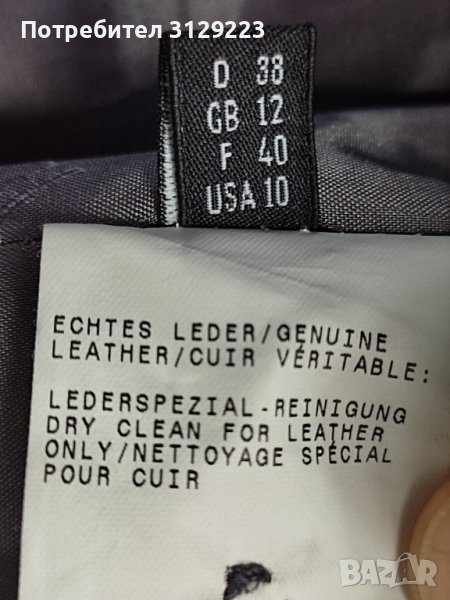 Потребител 3129223
D 38
GB 12
F 40
USA 10
ECHTES LEDER/GENUINE
LEATHER/CUIR VÉRITABLE:
LEDERSPEZIAL-REINIGUNG
DRY CLEAN FOR LEATHER
ONLY/NETTOYAGE SPÉCIAL
POUR CUIR
BAZAR